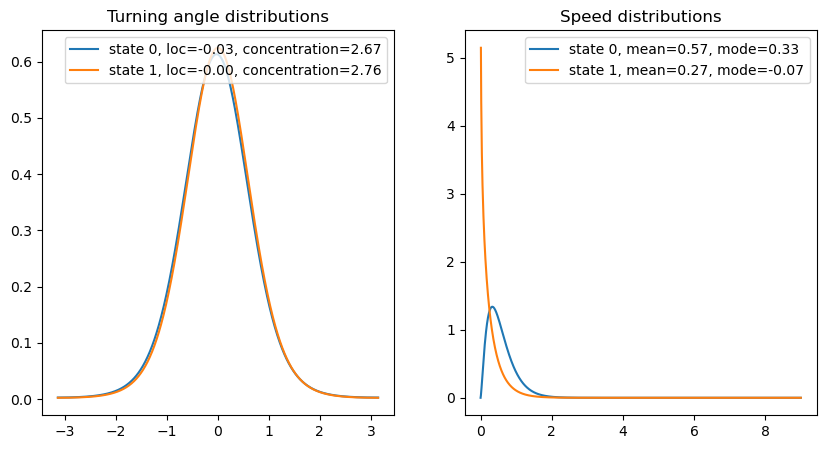 Turning angle distributions
state 0, loc=-0.03, concentration=2.67
state 1, loc=-0.00, concentration=2.76
0.6
0.5
0.4
0.3
0.2
0.1
0.0
−3 −2 −1 0 1 2 3
Speed distributions
state 0, mean=0.57, mode=0.33
state 1, mean=0.27, mode=-0.07
5
4
3
2
1
0
0 2 4 6 8